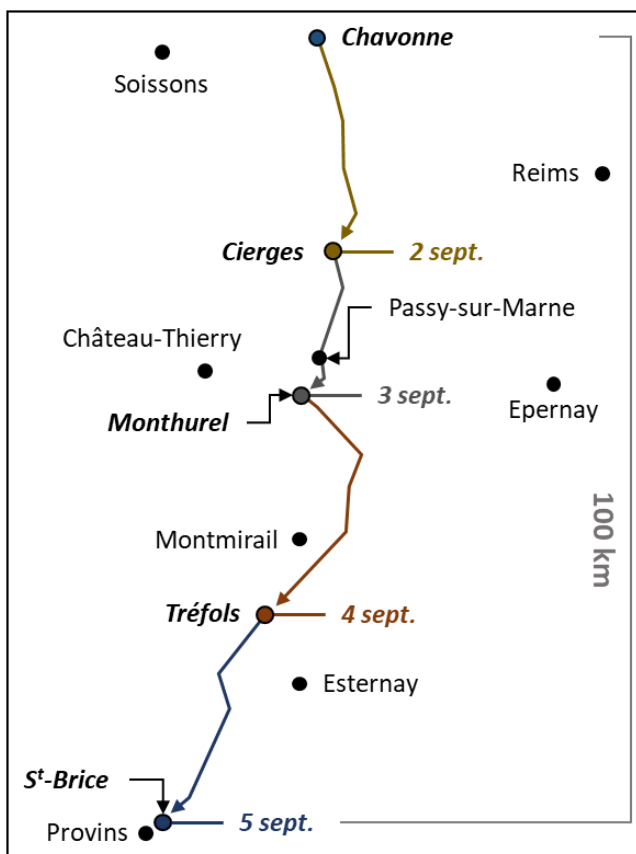 Chavonne
Soissons
Reims
Cierges
2 sept.
Passy-sur-Marne
Château-Thierry
3 sept.
Epernay
Monthurel
100 km
Montmirail
Tréfols
4 sept.
Esternay
Sᵗ-Brice
5 sept.
Provins